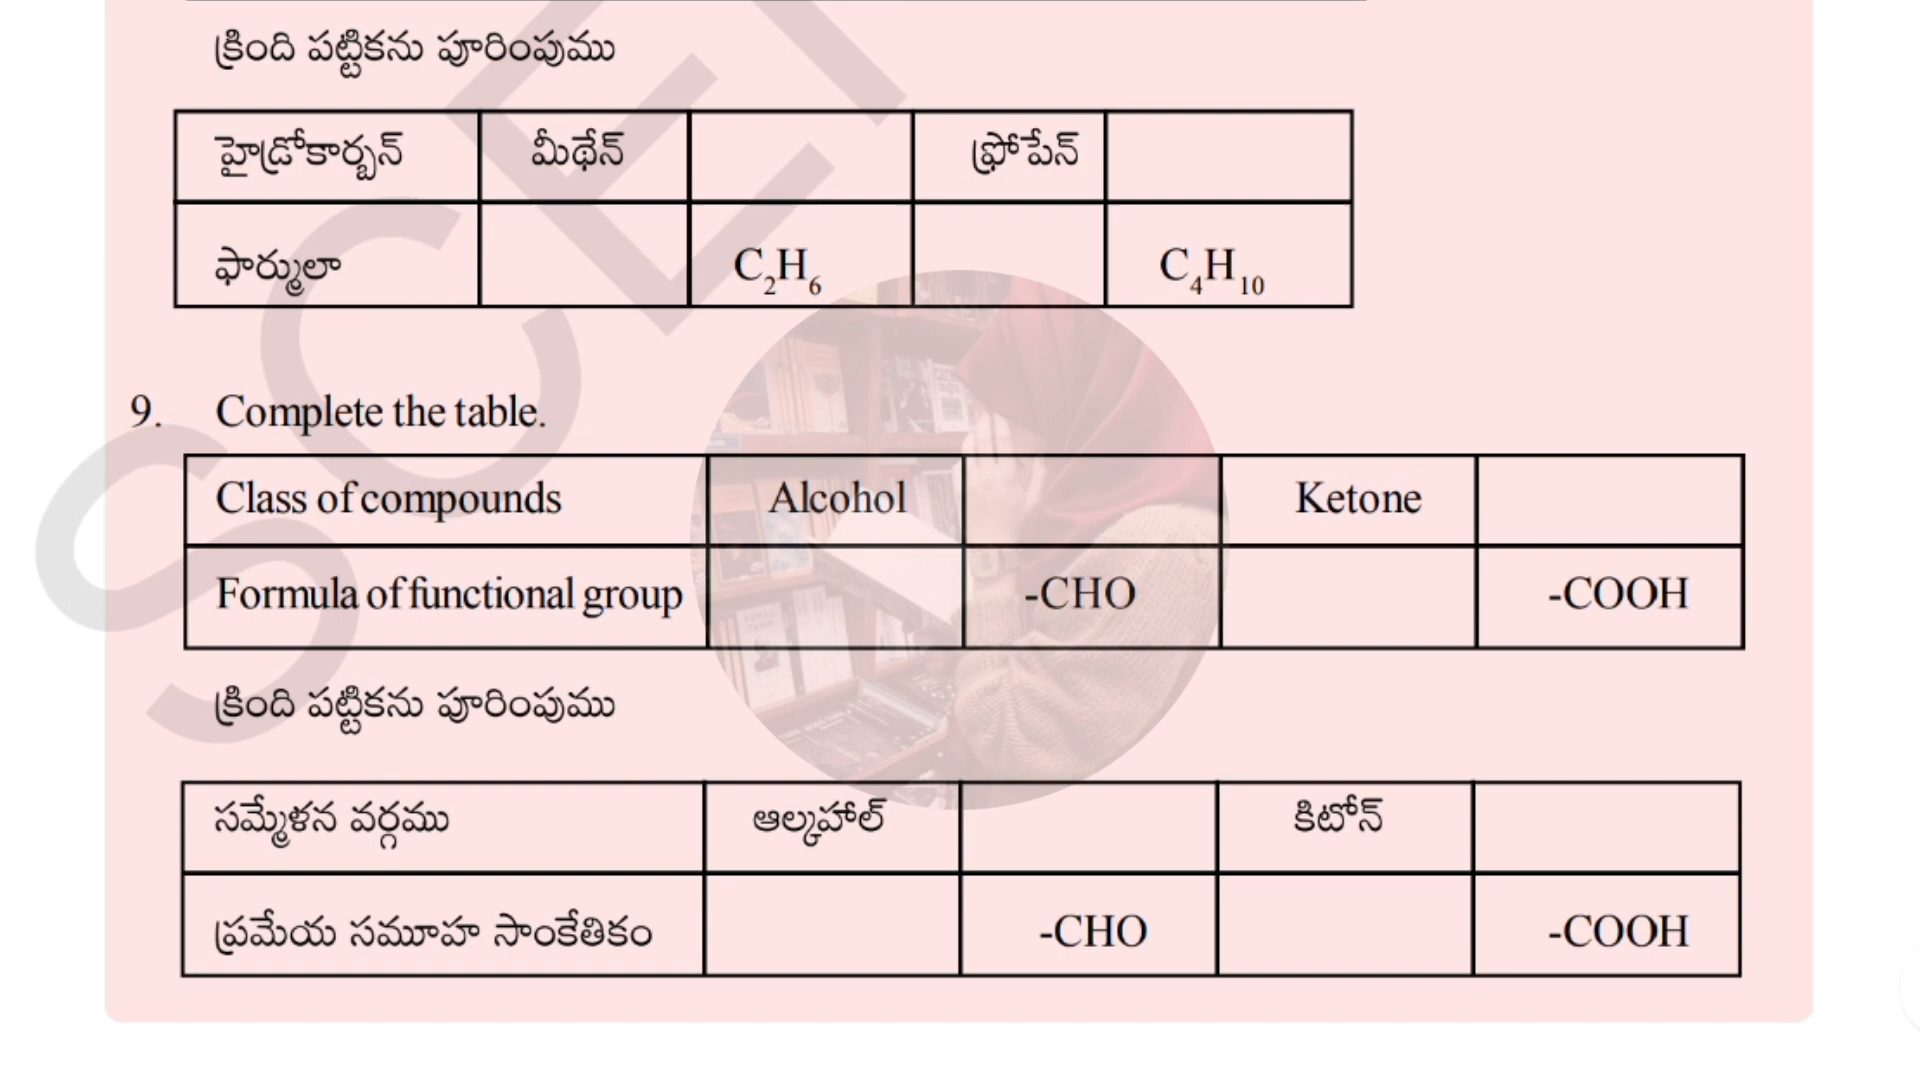 క్రింది పట్టికను పూరింపుము
హైడ్రోకార్బన్ మీథేన్ ఫ్రోపేన్
ఫార్ములా C₂H₆ C₄H₁₀
9. Complete the table.
Class of compounds Alcohol Ketone
Formula of functional group -CHO -COOH
క్రింది పట్టికను పూరింపుము
సమ్మేళన వర్గము ఆల్కహాల్ కిటోన్
ప్రమేయ సమూహ సాంకేతికం -CHO -COOH